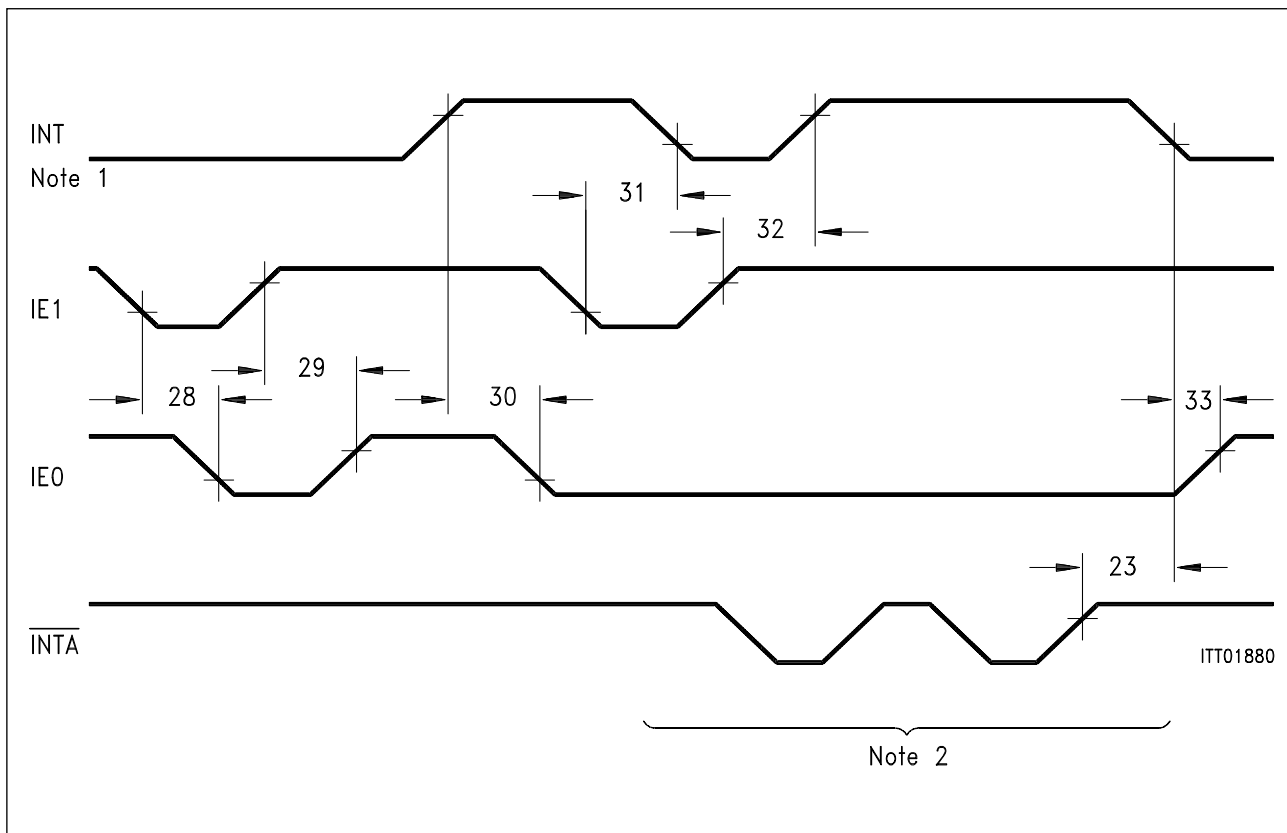 INT
Note 1
31
32
IE1
29
28
30
33
IE0
23
INTA
ITT01880
Note 2